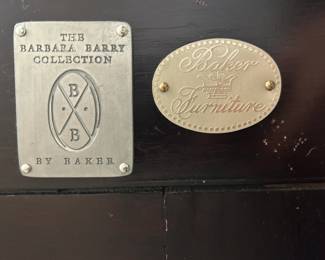 THE
BARBARA BARRY
COLLECTION
B
B
BY BAKER
Baker
Furniture